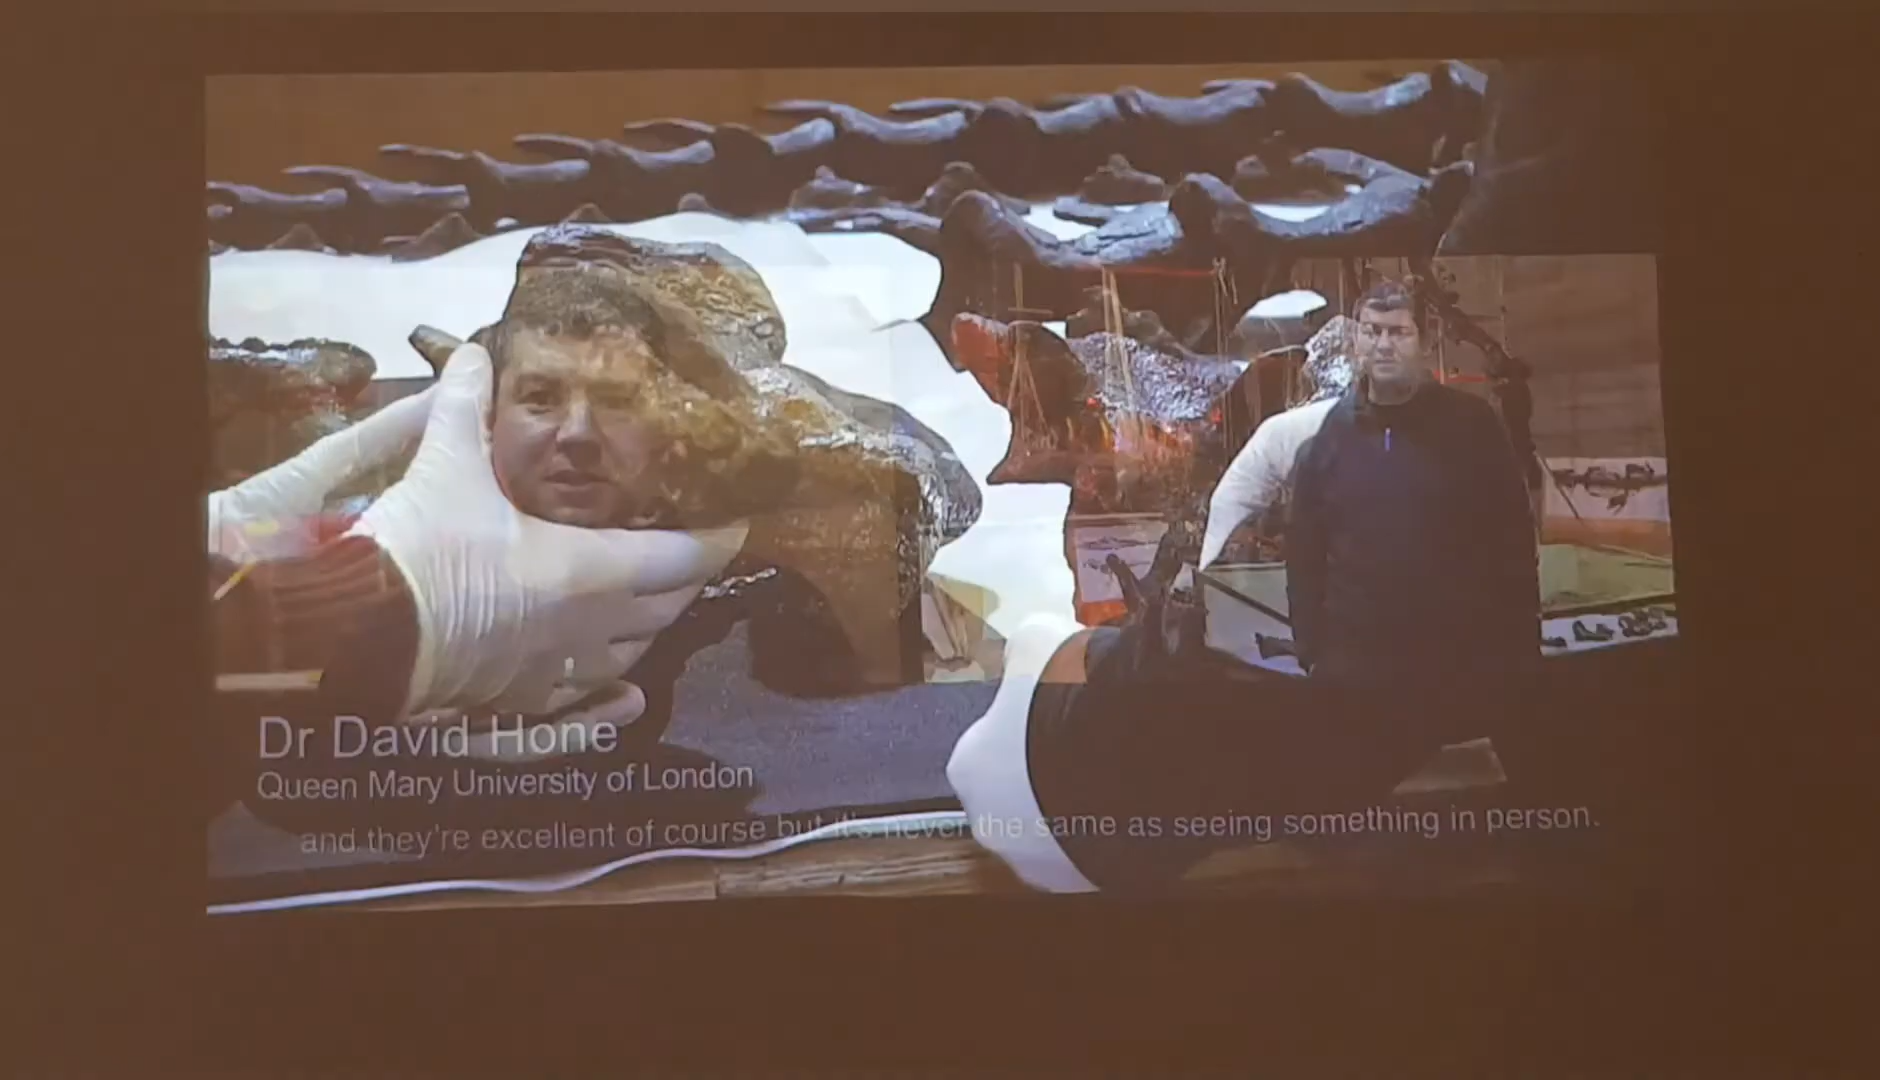 Dr David Hone
Queen Mary University of London
and they're excellent of course but it's never the same as seeing something in person.